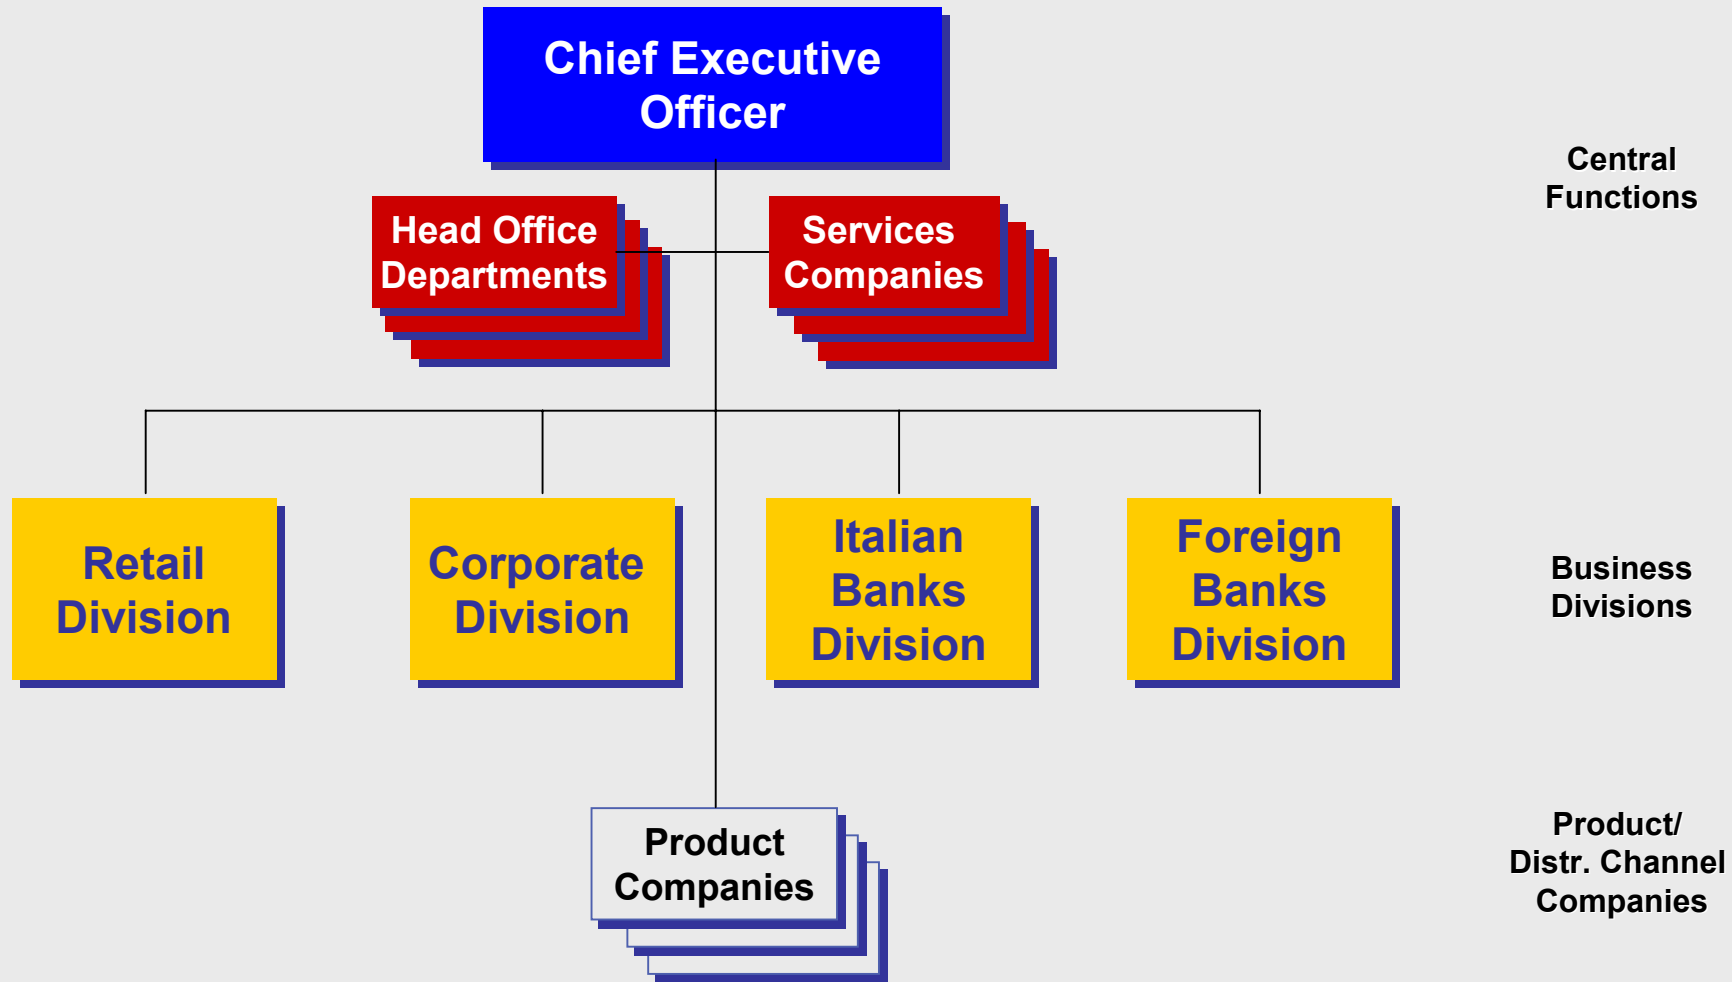 Chief Executive
Officer
Central
Functions
Head Office
Departments
Services
Companies
Retail
Division
Corporate
Division
Italian
Banks
Division
Foreign
Banks
Division
Business
Divisions
Product
Companies
Product/
Distr. Channel
Companies